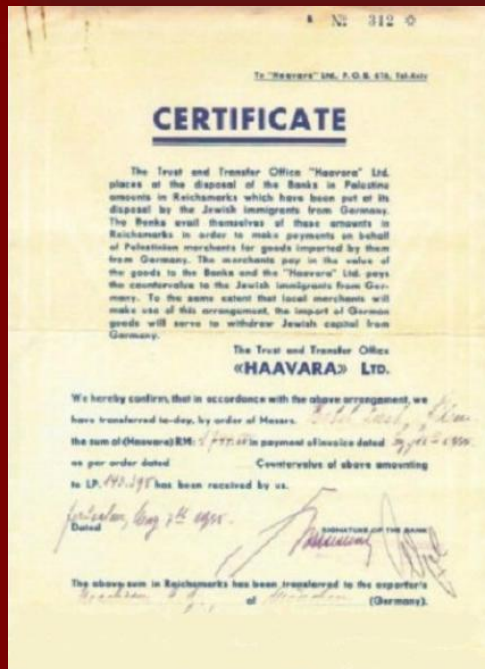 A № 312
To "Haavara" Ltd. P.O.B. 616, Tel-Aviv
CERTIFICATE
The Trust and Transfer Office "Haavara" Ltd.
places at the disposal of the Banks in Palestine
amounts in Reichsmarks which have been put at its
disposal by the Jewish immigrants from Germany.
The Banks avail themselves of these amounts in
Reichsmarks in order to make payments on behalf
of Palestinian merchants for goods imported by them
from Germany. The merchants pay in the value of
the goods to the Banks and the "Haavara" Ltd. pays
the countervalue to the Jewish immigrants from Ger-
many. To the same extent that local merchants will
make use of this arrangement, the import of German
goods will serve to withdraw Jewish capital from
Germany.
The Trust and Transfer Office
«HAAVARA» LTD.
We hereby confirm, that in accordance with the above arrangement, we
have transferred to-day, by order of Messrs.
the sum of (Haavara) RM: in payment of invoice dated
as per order dated Countervalue of above amounting
to LP. has been received by us.
Dated SIGNATURE OF THE BANK
The above sum in Reichsmarks has been transferred to the exporter's
of (Germany).